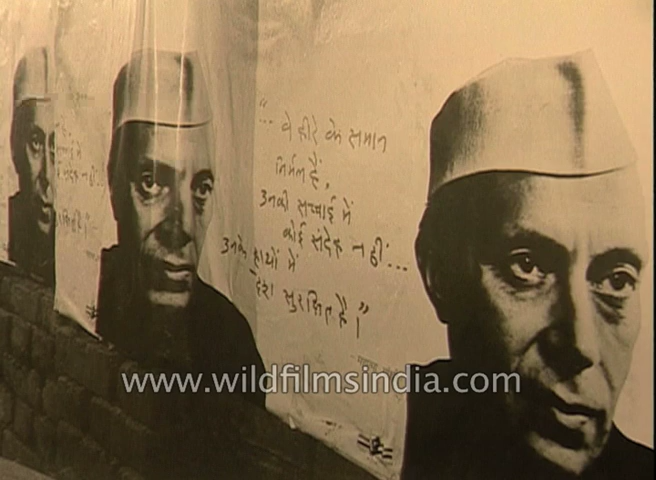 "... वे हीरे के समान
निर्मल हैं,
उनकी सच्चाई में
कोई संदेह नहीं...
उनके हाथों में
देश सुरक्षित है।"
www.wildfilmsindia.com